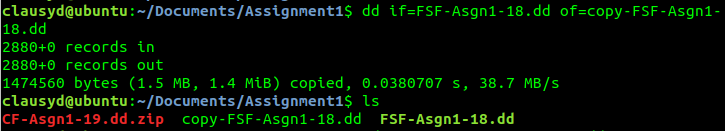 clausyd@ubuntu:~/Documents/Assignment1$ dd if=FSF-Asgn1-18.dd of=copy-FSF-Asgn1-
18.dd
2880+0 records in
2880+0 records out
1474560 bytes (1.5 MB, 1.4 MiB) copied, 0.0380707 s, 38.7 MB/s
clausyd@ubuntu:~/Documents/Assignment1$ ls
CF-Asgn1-19.dd.zip  copy-FSF-Asgn1-18.dd  FSF-Asgn1-18.dd